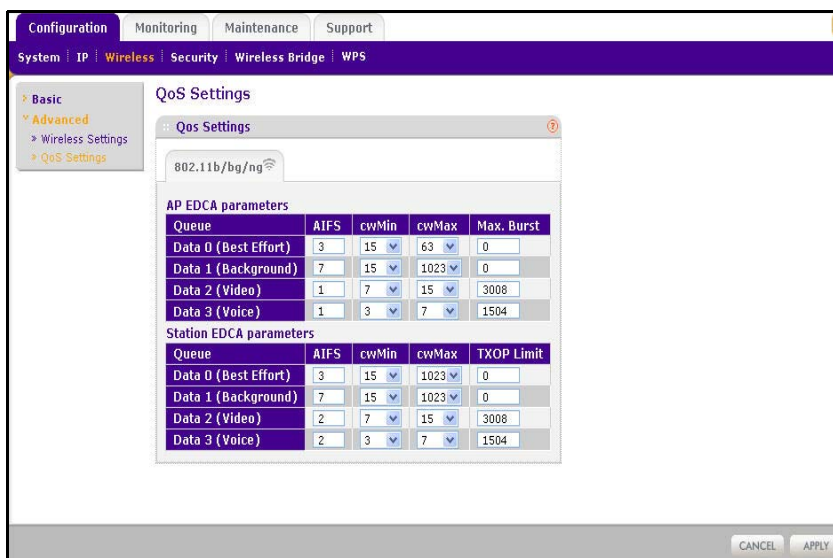 Configuration Monitoring Maintenance Support
System IP Wireless Security Wireless Bridge WPS
Basic
Advanced
Wireless Settings
QoS Settings
QoS Settings
Qos Settings ?
802.11b/bg/ng
AP EDCA parameters
Queue AIFS cwMin cwMax Max. Burst
Data 0 (Best Effort) 3 15 63 0
Data 1 (Background) 7 15 1023 0
Data 2 (Video) 1 7 15 3008
Data 3 (Voice) 1 3 7 1504
Station EDCA parameters
Queue AIFS cwMin cwMax TXOP Limit
Data 0 (Best Effort) 3 15 1023 0
Data 1 (Background) 7 15 1023 0
Data 2 (Video) 2 7 15 3008
Data 3 (Voice) 2 3 7 1504
CANCEL APPLY